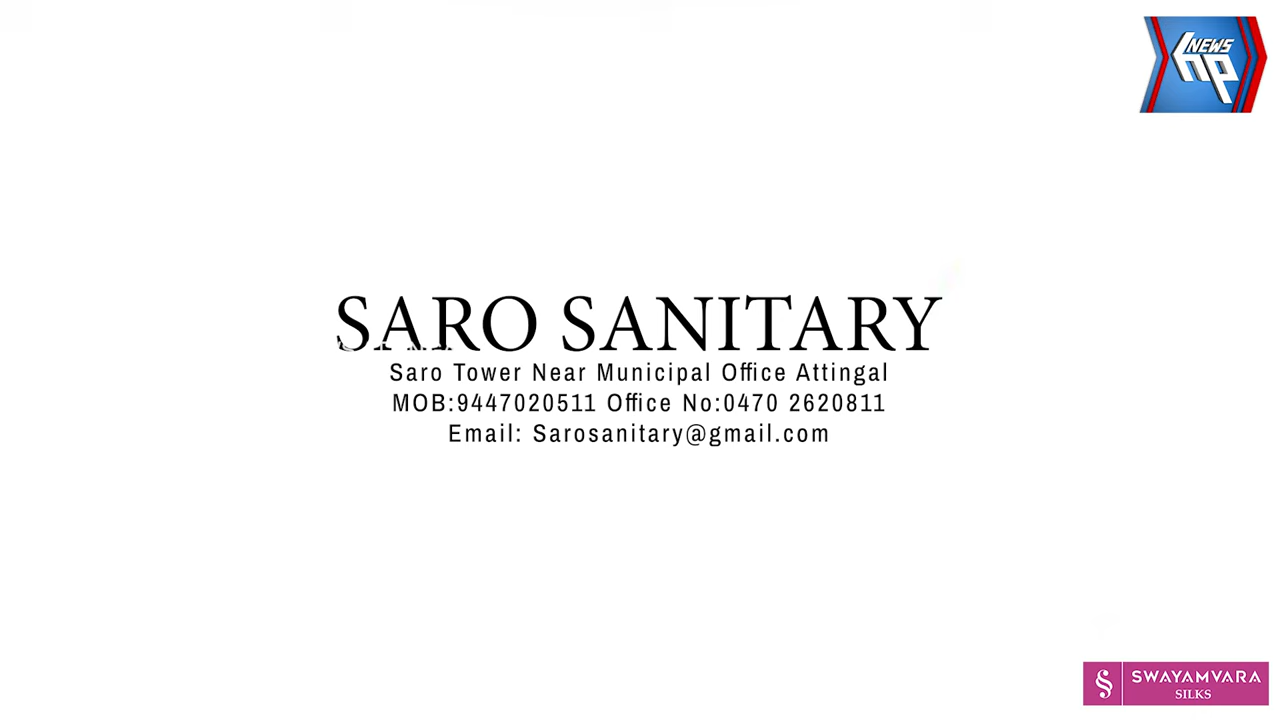 NEWS
np
SARO SANITARY
Saro Tower Near Municipal Office Attingal
MOB:9447020511 Office No:0470 2620811
Email: Sarosanitary@gmail.com
SWAYAMVARA
SILKS